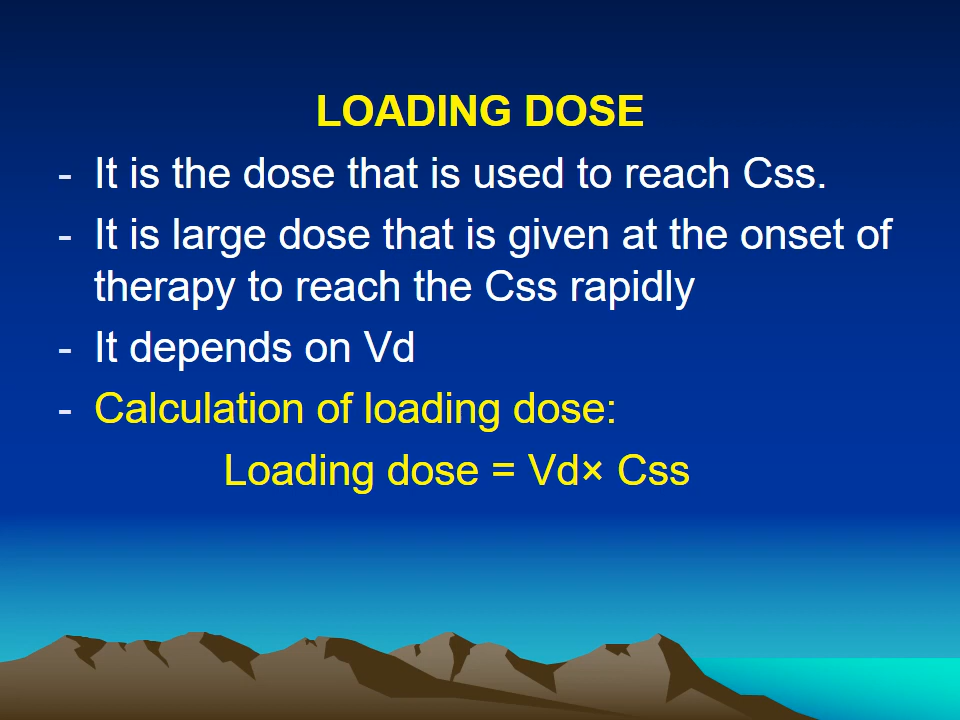 LOADING DOSE
- It is the dose that is used to reach Css.
- It is large dose that is given at the onset of
therapy to reach the Css rapidly
- It depends on Vd
- Calculation of loading dose:
Loading dose = Vd× Css